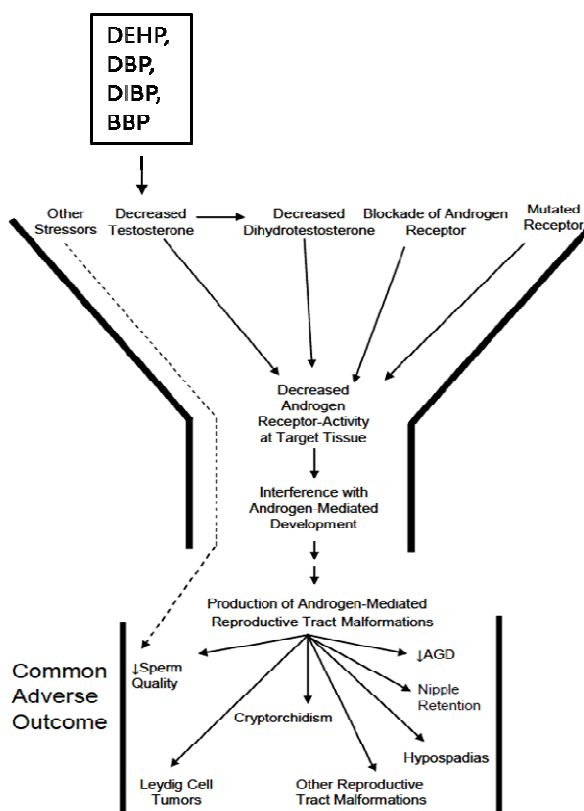 DEHP,
DBP,
DIBP,
BBP
Other
Stressors
Decreased
Testosterone
Decreased
Dihydrotestosterone
Blockade of Androgen
Receptor
Mutated
Receptor
Decreased
Androgen
Receptor-Activity
at Target Tissue
Interference with
Androgen-Mediated
Development
Production of Androgen-Mediated
Reproductive Tract Malformations
Common
Adverse
Outcome
↓Sperm
Quality
↓AGD
Nipple
Retention
Cryptorchidism
Hypospadias
Leydig Cell
Tumors
Other Reproductive
Tract Malformations